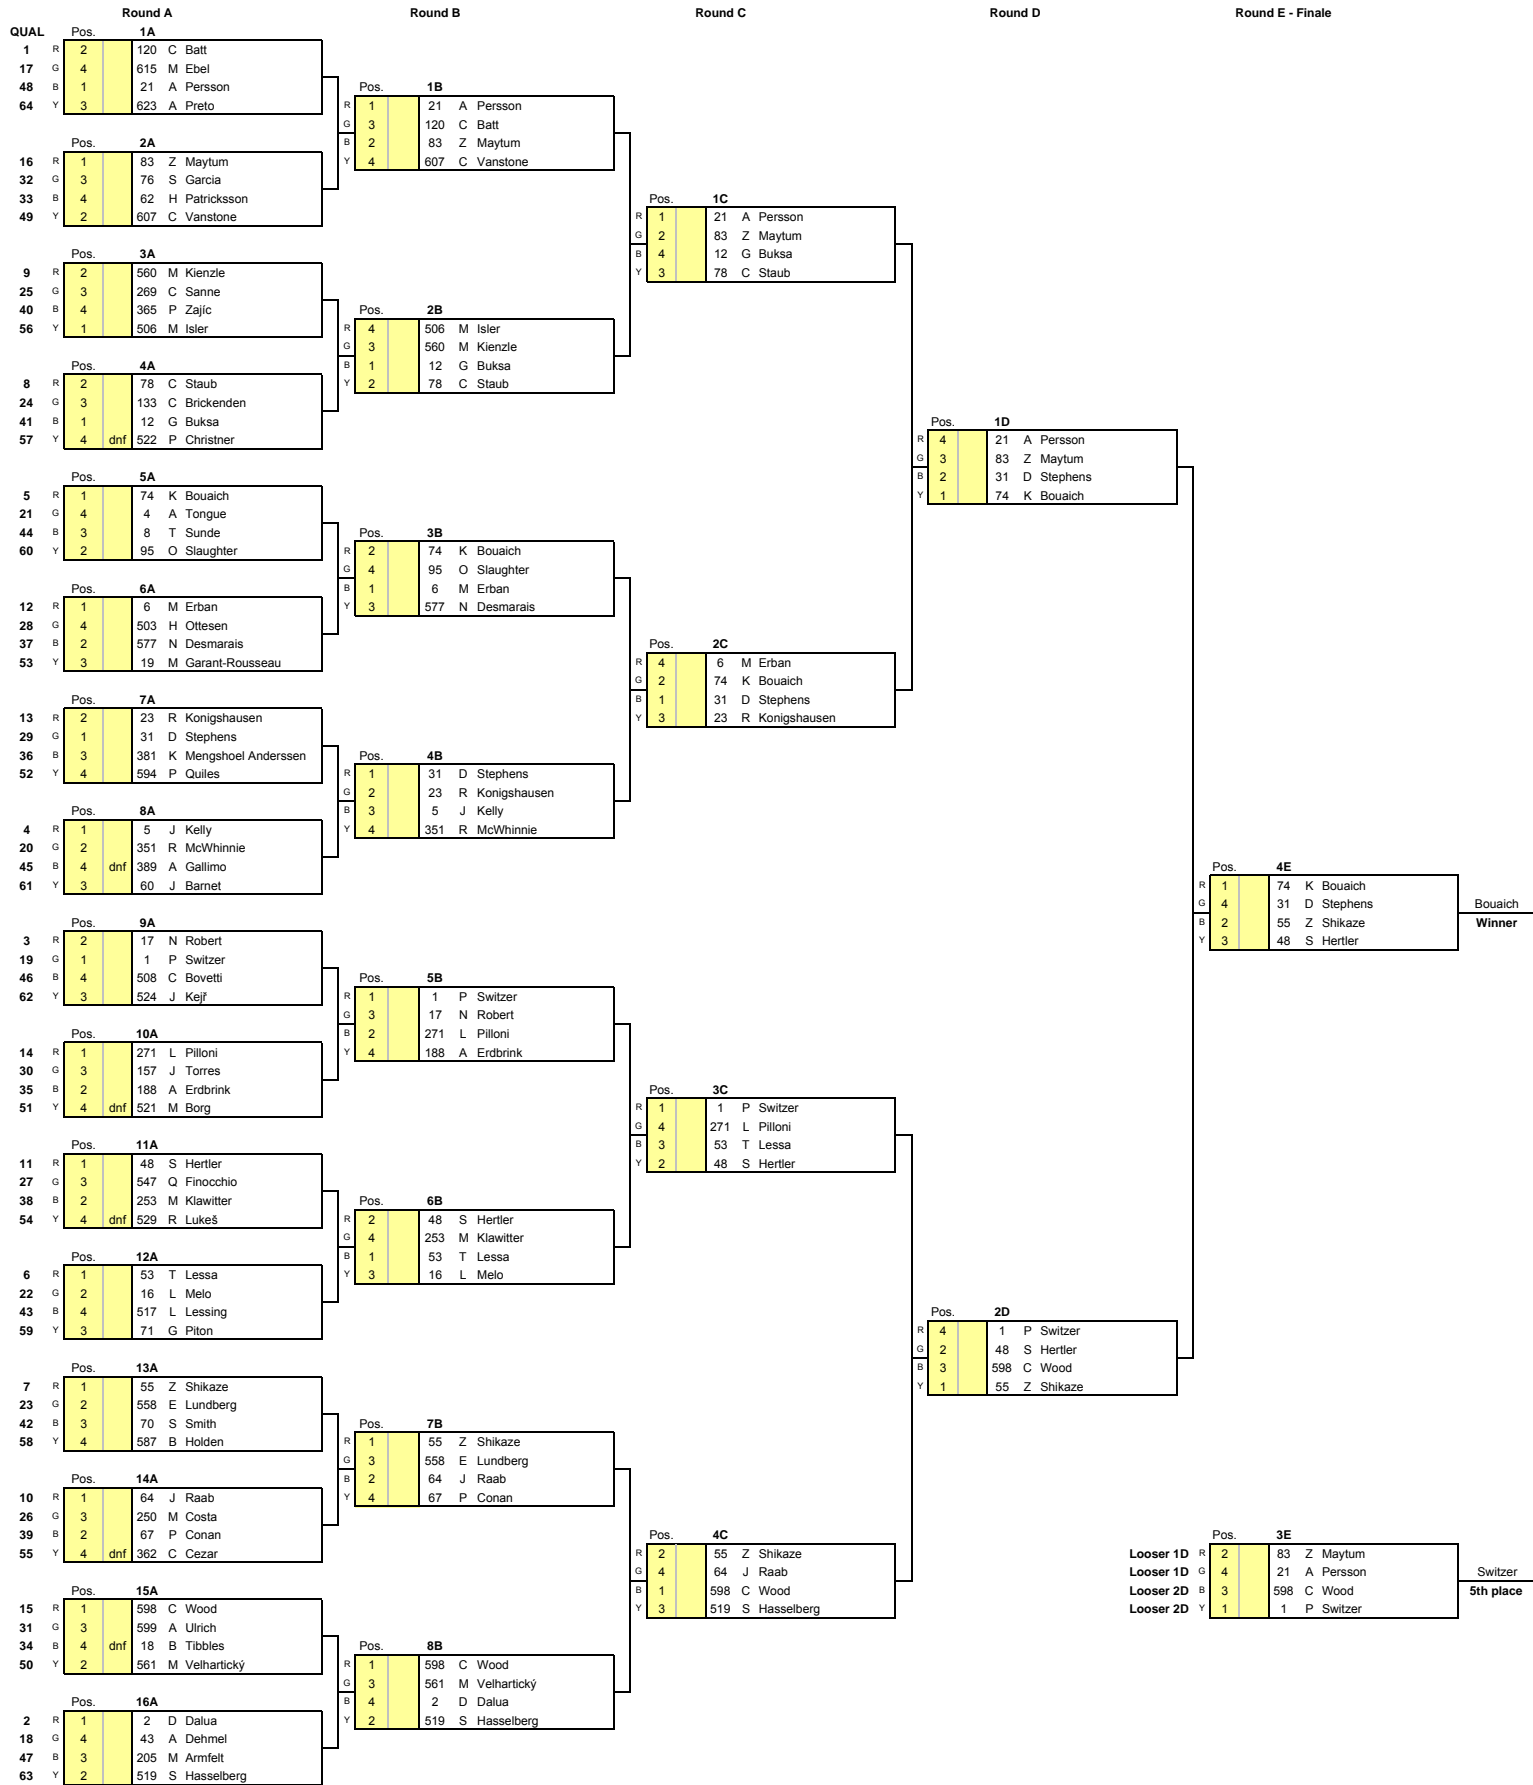 Round A Round B Round C Round D Round E - Finale
QUAL Pos. 1A
1 R 2 120 C Batt
17 G 4 615 M Ebel
48 B 1 21 A Persson
64 Y 3 623 A Preto
Pos. 2A
16 R 1 83 Z Maytum
32 G 3 76 S Garcia
33 B 4 62 H Patricksson
49 Y 2 607 C Vanstone
Pos. 3A
9 R 2 560 M Kienzle
25 G 3 269 C Sanne
40 B 4 365 P Zajíc
56 Y 1 506 M Isler
Pos. 4A
8 R 2 78 C Staub
24 G 3 133 C Brickenden
41 B 1 12 G Buksa
57 Y 4 dnf 522 P Christner
Pos. 5A
5 R 1 74 K Bouaich
21 G 4 4 A Tongue
44 B 3 8 T Sunde
60 Y 2 95 O Slaughter
Pos. 6A
12 R 1 6 M Erban
28 G 4 503 H Ottesen
37 B 2 577 N Desmarais
53 Y 3 19 M Garant-Rousseau
Pos. 7A
13 R 2 23 R Konigshausen
29 G 1 31 D Stephens
36 B 3 381 K Mengshoel Anderssen
52 Y 4 594 P Quiles
Pos. 8A
4 R 1 5 J Kelly
20 G 2 351 R McWhinnie
45 B 4 dnf 389 A Gallimo
61 Y 3 60 J Barnet
Pos. 9A
3 R 2 17 N Robert
19 G 1 1 P Switzer
46 B 4 508 C Bovetti
62 Y 3 524 J Kejř
Pos. 10A
14 R 1 271 L Pilloni
30 G 3 157 J Torres
35 B 2 188 A Erdbrink
51 Y 4 dnf 521 M Borg
Pos. 11A
11 R 1 48 S Hertler
27 G 3 547 Q Finocchio
38 B 2 253 M Klawitter
54 Y 4 dnf 529 R Lukeš
Pos. 12A
6 R 1 53 T Lessa
22 G 2 16 L Melo
43 B 4 517 L Lessing
59 Y 3 71 G Piton
Pos. 13A
7 R 1 55 Z Shikaze
23 G 2 558 E Lundberg
42 B 3 70 S Smith
58 Y 4 587 B Holden
Pos. 14A
10 R 1 64 J Raab
26 G 3 250 M Costa
39 B 2 67 P Conan
55 Y 4 dnf 362 C Cezar
Pos. 15A
15 R 1 598 C Wood
31 G 3 599 A Ulrich
34 B 4 dnf 18 B Tibbles
50 Y 2 561 M Velhartický
Pos. 16A
2 R 1 2 D Dalua
18 G 4 43 A Dehmel
47 B 3 205 M Armfelt
63 Y 2 519 S Hasselberg
Pos. 1B
R 1 21 A Persson
G 3 120 C Batt
B 2 83 Z Maytum
Y 4 607 C Vanstone
Pos. 2B
R 4 506 M Isler
G 3 560 M Kienzle
B 1 12 G Buksa
Y 2 78 C Staub
Pos. 3B
R 2 74 K Bouaich
G 4 95 O Slaughter
B 1 6 M Erban
Y 3 577 N Desmarais
Pos. 4B
R 1 31 D Stephens
G 2 23 R Konigshausen
B 3 5 J Kelly
Y 4 351 R McWhinnie
Pos. 5B
R 1 1 P Switzer
G 3 17 N Robert
B 2 271 L Pilloni
Y 4 188 A Erdbrink
Pos. 6B
R 2 48 S Hertler
G 4 253 M Klawitter
B 1 53 T Lessa
Y 3 16 L Melo
Pos. 7B
R 1 55 Z Shikaze
G 3 558 E Lundberg
B 2 64 J Raab
Y 4 67 P Conan
Pos. 8B
R 1 598 C Wood
G 3 561 M Velhartický
B 4 2 D Dalua
Y 2 519 S Hasselberg
Pos. 1C
R 1 21 A Persson
G 2 83 Z Maytum
B 4 12 G Buksa
Y 3 78 C Staub
Pos. 2C
R 4 6 M Erban
G 2 74 K Bouaich
B 1 31 D Stephens
Y 3 23 R Konigshausen
Pos. 3C
R 1 1 P Switzer
G 4 271 L Pilloni
B 3 53 T Lessa
Y 2 48 S Hertler
Pos. 4C
R 2 55 Z Shikaze
G 4 64 J Raab
B 1 598 C Wood
Y 3 519 S Hasselberg
Pos. 1D
R 4 21 A Persson
G 3 83 Z Maytum
B 2 31 D Stephens
Y 1 74 K Bouaich
Pos. 2D
R 4 1 P Switzer
G 2 48 S Hertler
B 3 598 C Wood
Y 1 55 Z Shikaze
Pos. 4E
R 1 74 K Bouaich
G 4 31 D Stephens
B 2 55 Z Shikaze
Y 3 48 S Hertler
Bouaich
Winner
Pos. 3E
Looser 1D R 2 83 Z Maytum
Looser 1D G 4 21 A Persson
Looser 2D B 3 598 C Wood
Looser 2D Y 1 1 P Switzer
Switzer
5th place